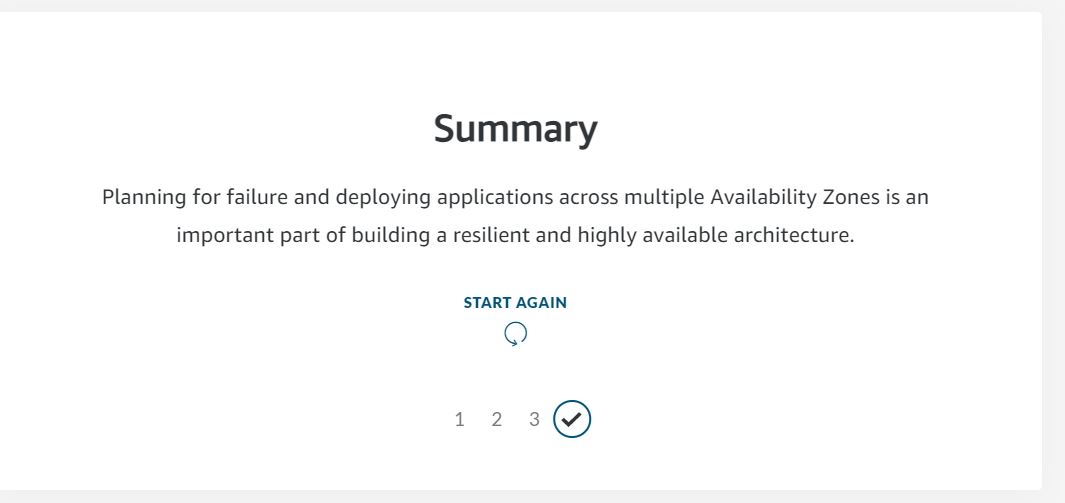 Summary
Planning for failure and deploying applications across multiple Availability Zones is an
important part of building a resilient and highly available architecture.
START AGAIN
1 2 3